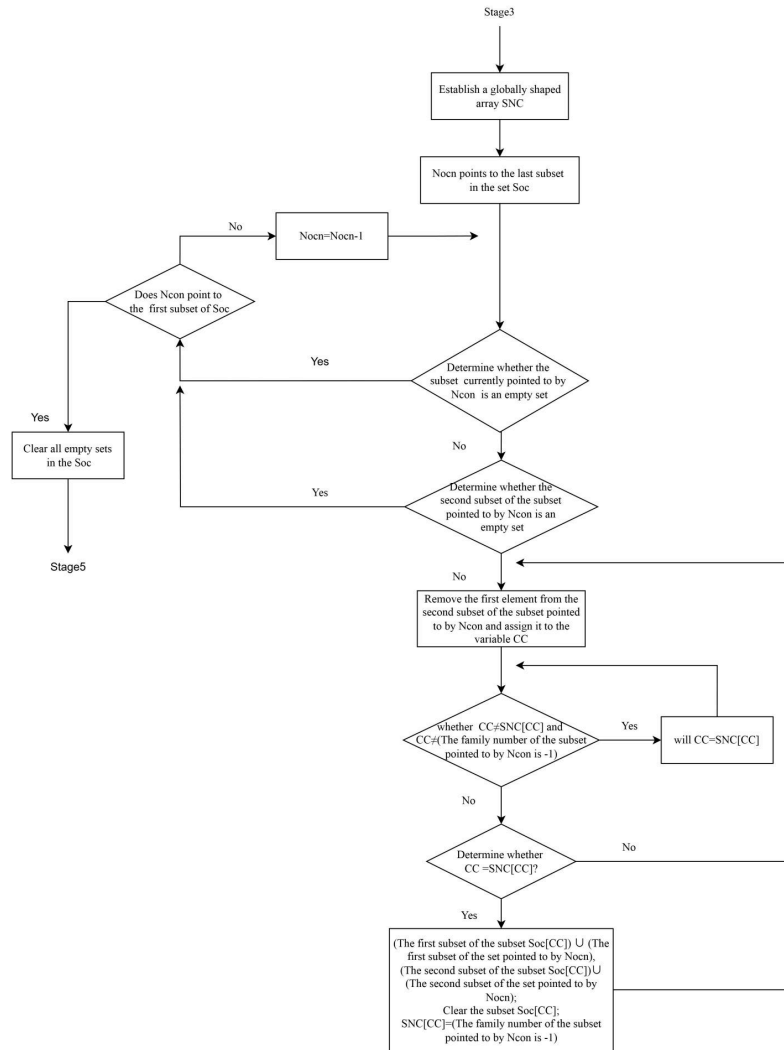 Stage3
Establish a globally shaped
array SNC
Nocn points to the last subset
in the set Soc
No
Nocn=Nocn-1
Does Ncon point to
the first subset of Soc
Yes
Determine whether the
subset currently pointed to by
Ncon is an empty set
Yes
Clear all empty sets
in the Soc
No
Yes
Determine whether the
second subset of the subset
pointed to by Ncon is an
empty set
Stage5
No
Remove the first element from the
second subset of the subset pointed
to by Ncon and assign it to the
variable CC
whether CC≠SNC[CC] and
CC≠(The family number of the subset
pointed to by Ncon is -1)
Yes
will CC=SNC[CC]
No
Determine whether
CC =SNC[CC]?
No
Yes
(The first subset of the subset Soc[CC]) ∪ (The
first subset of the set pointed to by Nocn),
(The second subset of the subset Soc[CC])∪
(The second subset of the set pointed to by
Nocn);
Clear the subset Soc[CC];
SNC[CC]=(The family number of the subset
pointed to by Ncon is -1)